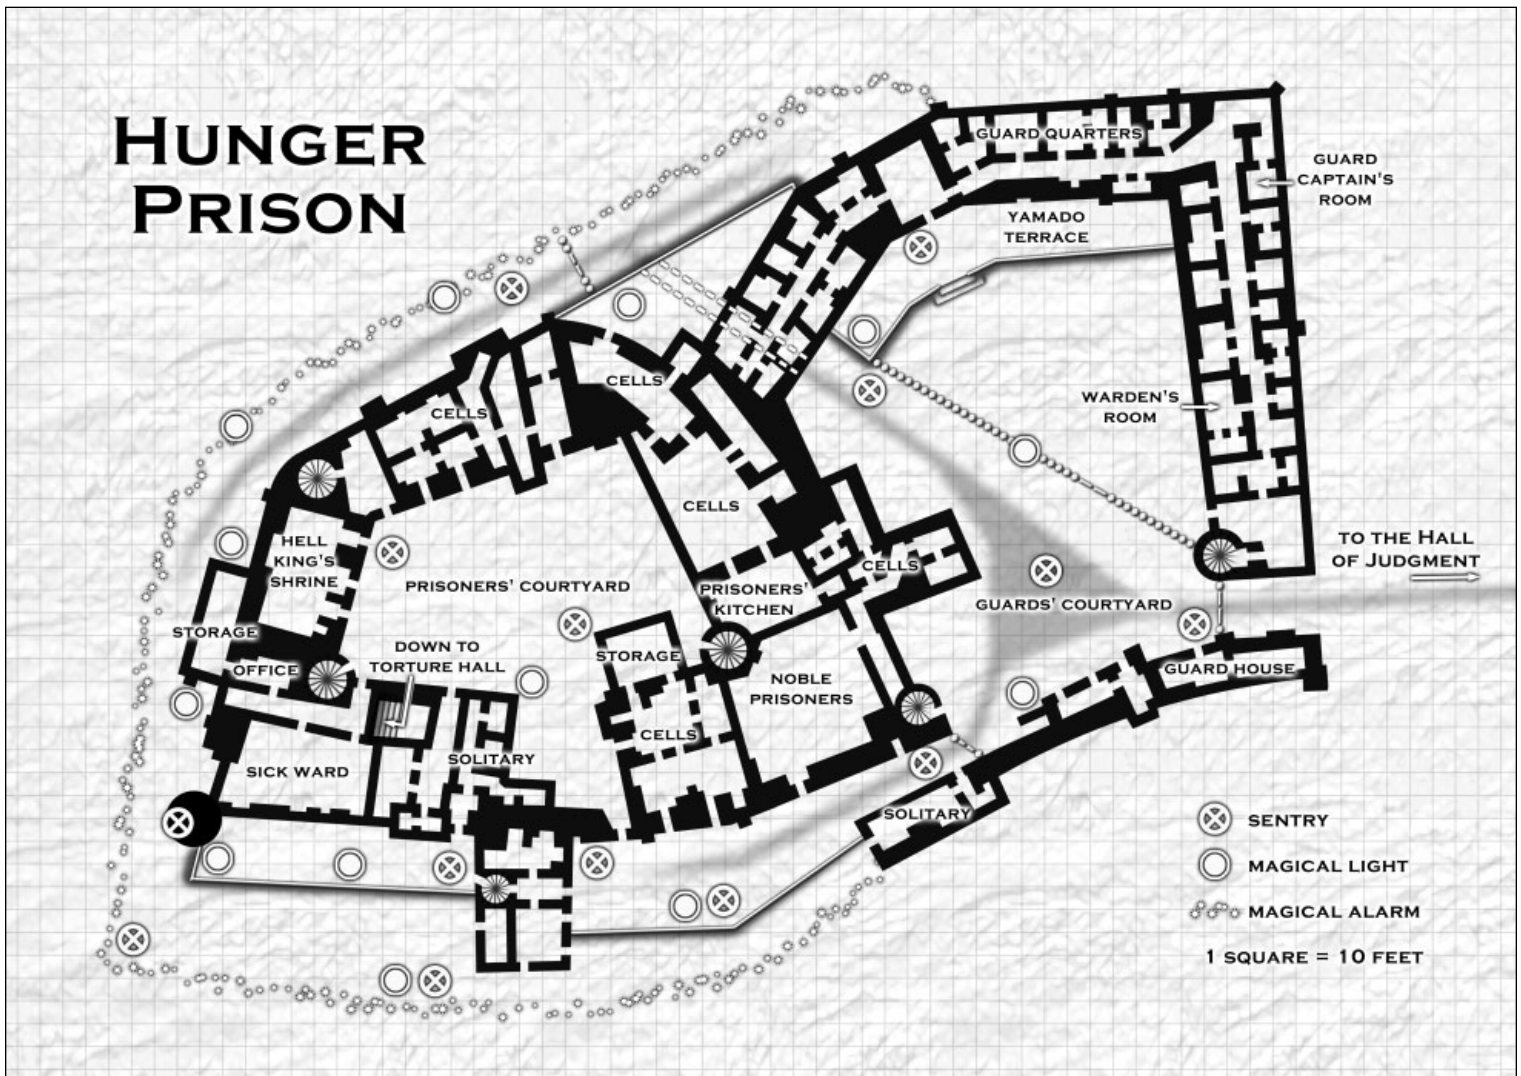 HUNGER
PRISON
GUARD QUARTERS
GUARD
CAPTAIN'S
ROOM
YAMADO
TERRACE
CELLS
CELLS
WARDEN'S
ROOM
CELLS
HELL
KING'S
SHRINE
TO THE HALL
OF JUDGMENT
CELLS
PRISONERS' COURTYARD
PRISONERS'
KITCHEN
GUARDS' COURTYARD
STORAGE
OFFICE
DOWN TO
TORTURE HALL
STORAGE
NOBLE
PRISONERS
GUARD HOUSE
CELLS
SICK WARD
SOLITARY
SOLITARY
SENTRY
MAGICAL LIGHT
MAGICAL ALARM
1 SQUARE = 10 FEET